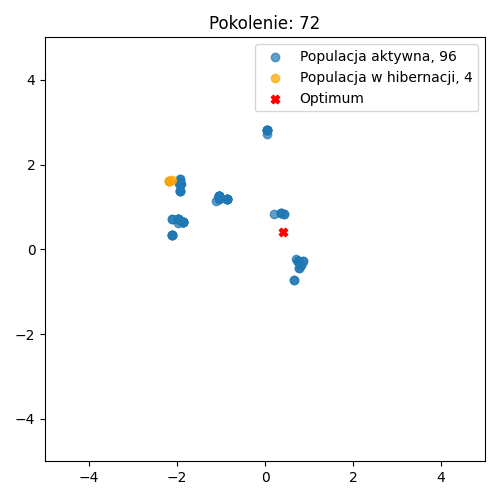 Pokolenie: 72
Populacja aktywna, 96
Populacja w hibernacji, 4
Optimum
4
2
0
−2
−4
−4 −2 0 2 4